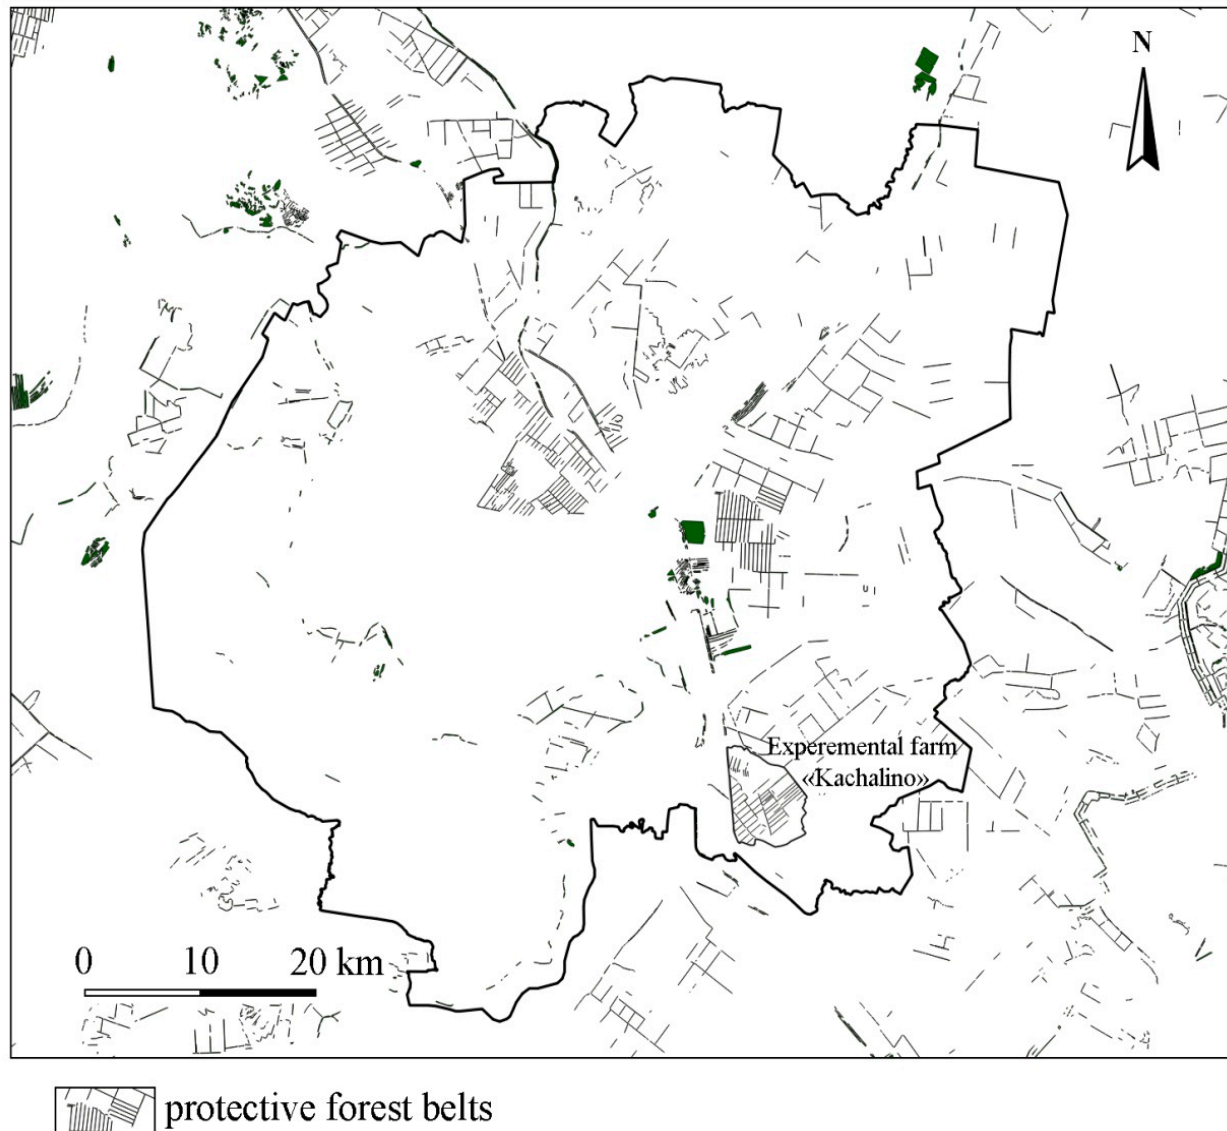 N
Experemental farm
«Kachalino»
0 10 20 km
protective forest belts